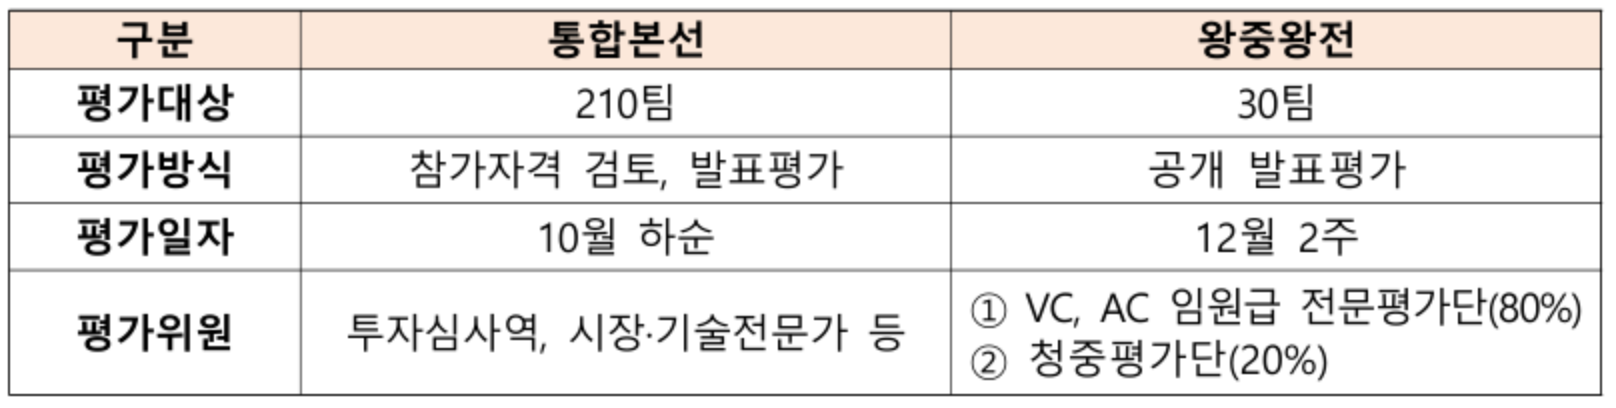 구분 통합본선 왕중왕전
평가대상 210팀 30팀
평가방식 참가자격 검토, 발표평가 공개 발표평가
평가일자 10월 하순 12월 2주
평가위원 투자심사역, 시장·기술전문가 등 ① VC, AC 임원급 전문평가단(80%)
② 청중평가단(20%)